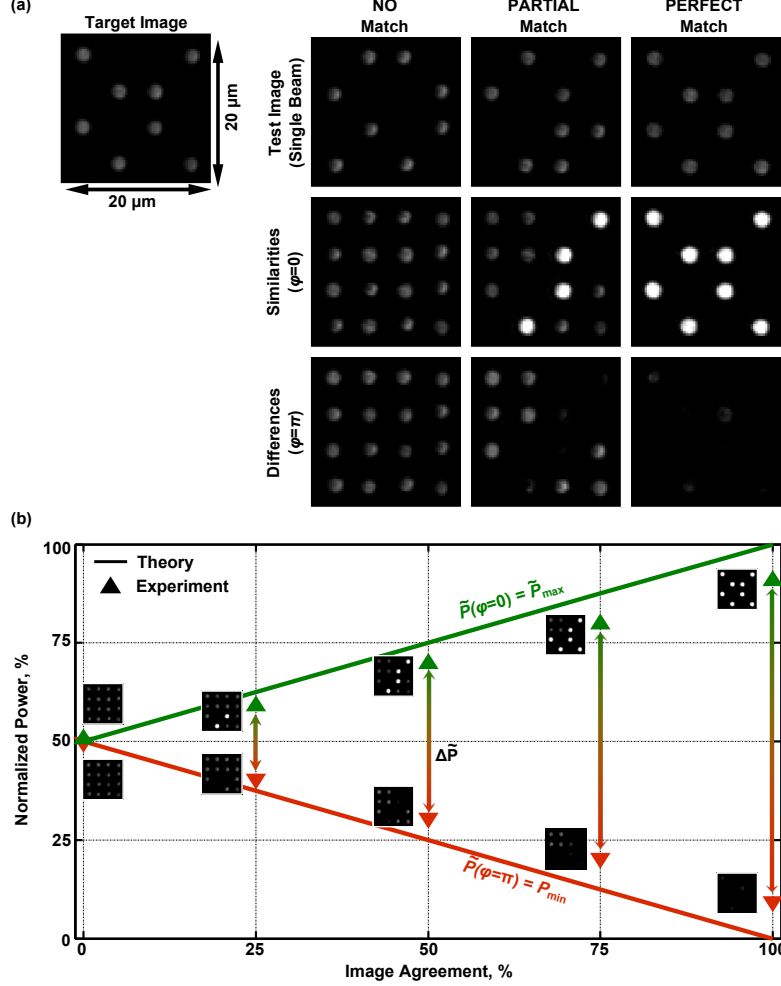 (a)
Target Image
20 µm
20 µm
NO
Match
PARTIAL
Match
PERFECT
Match
Test Image
(Single Beam)
Similarities
(φ=0)
Differences
(φ=π)
(b)
Normalized Power, %
100
75
50
25
0
Theory
Experiment
P̃(φ=0) = P̃max
ΔP̃
P̃(φ=π) = Pmin
0
25
50
75
100
Image Agreement, %